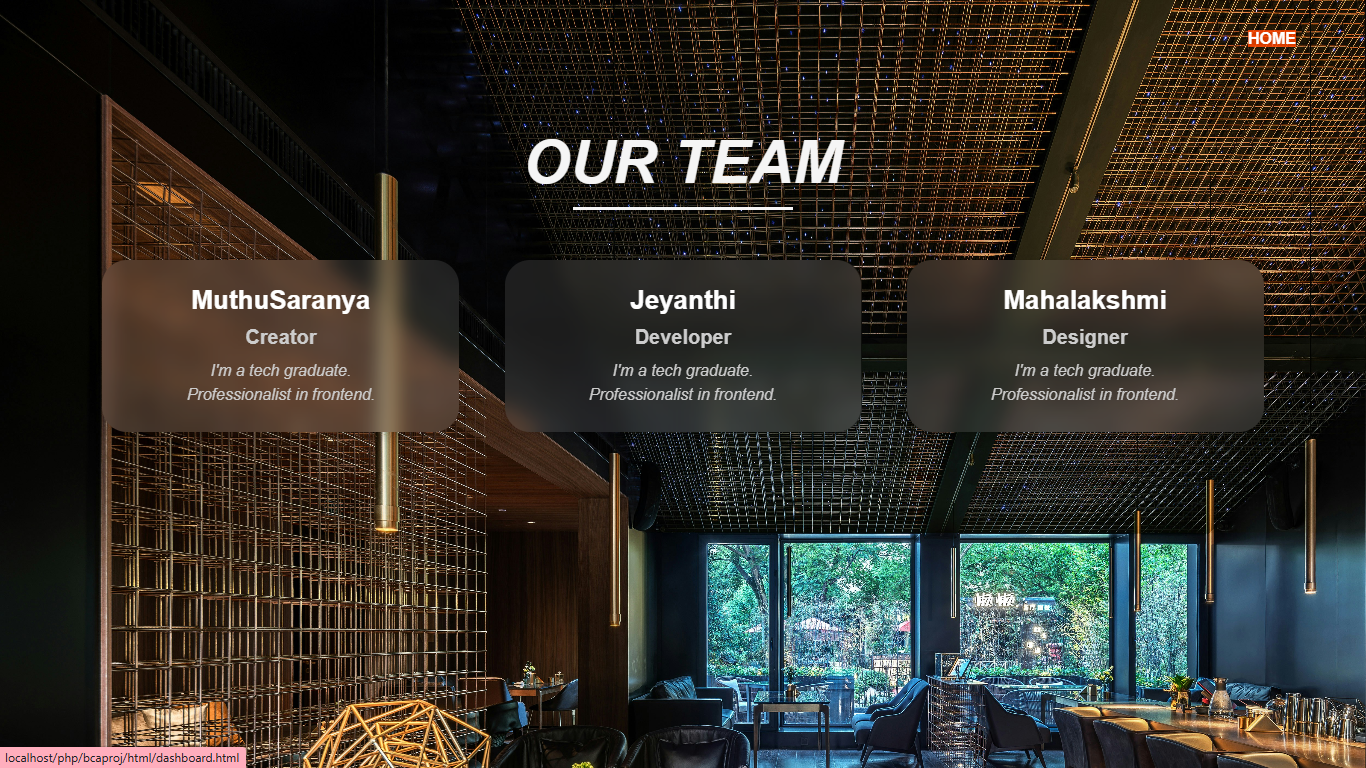 HOME
OUR TEAM
MuthuSaranya
Creator
I'm a tech graduate.
Professionalist in frontend.
Jeyanthi
Developer
I'm a tech graduate.
Professionalist in frontend.
Mahalakshmi
Designer
I'm a tech graduate.
Professionalist in frontend.
localhost/php/bcaproj/html/dashboard.html